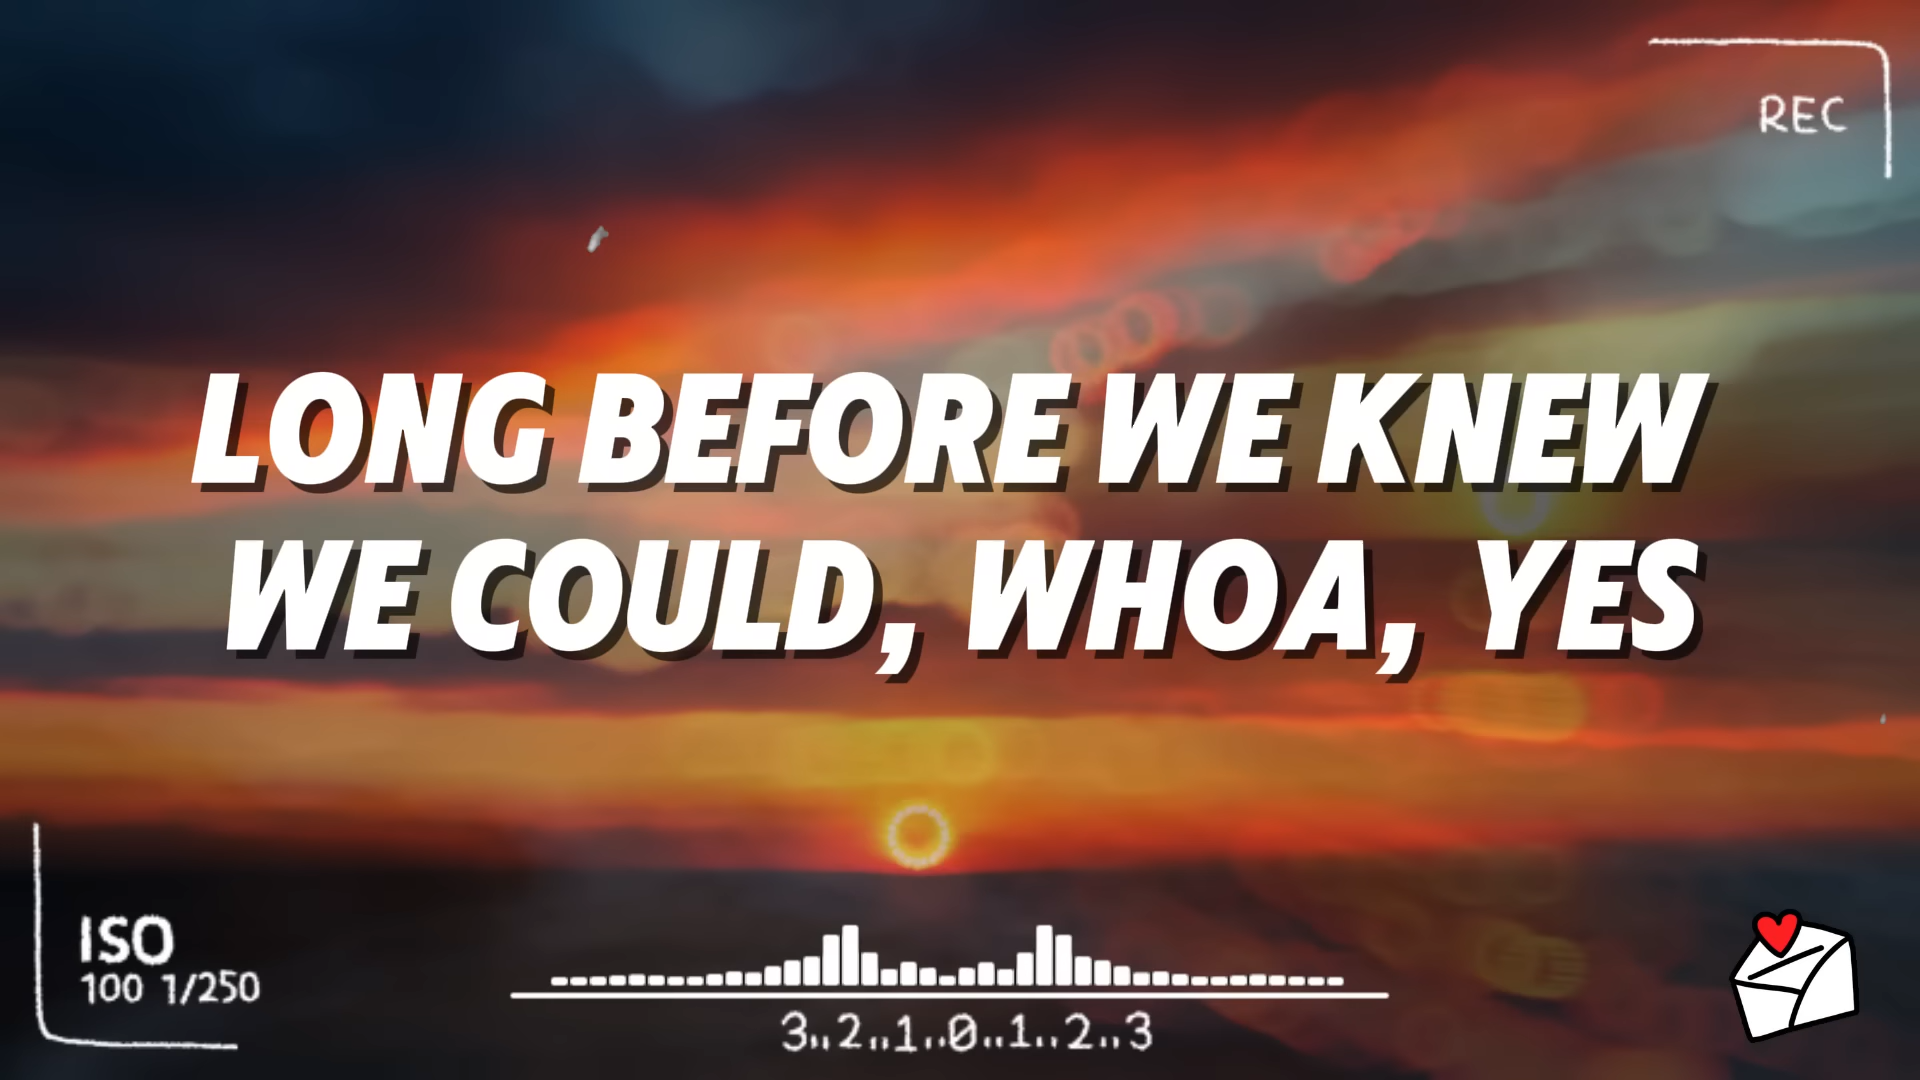 REC
LONG BEFORE WE KNEW
WE COULD, WHOA, YES
ISO
100 1/250
3..2..1..0..1..2..3